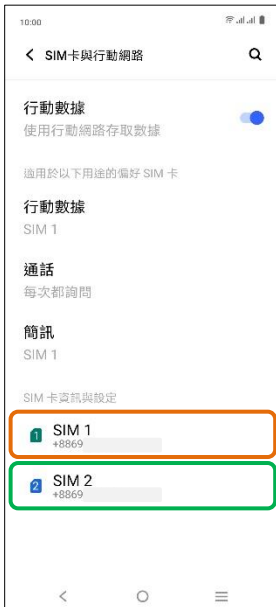 10:00
SIM卡與行動網路
行動數據
使用行動網路存取數據
適用於以下用途的偏好 SIM 卡
行動數據
SIM 1
通話
每次都詢問
簡訊
SIM 1
SIM 卡資訊與設定
1 SIM 1
+8869
2 SIM 2
+8869